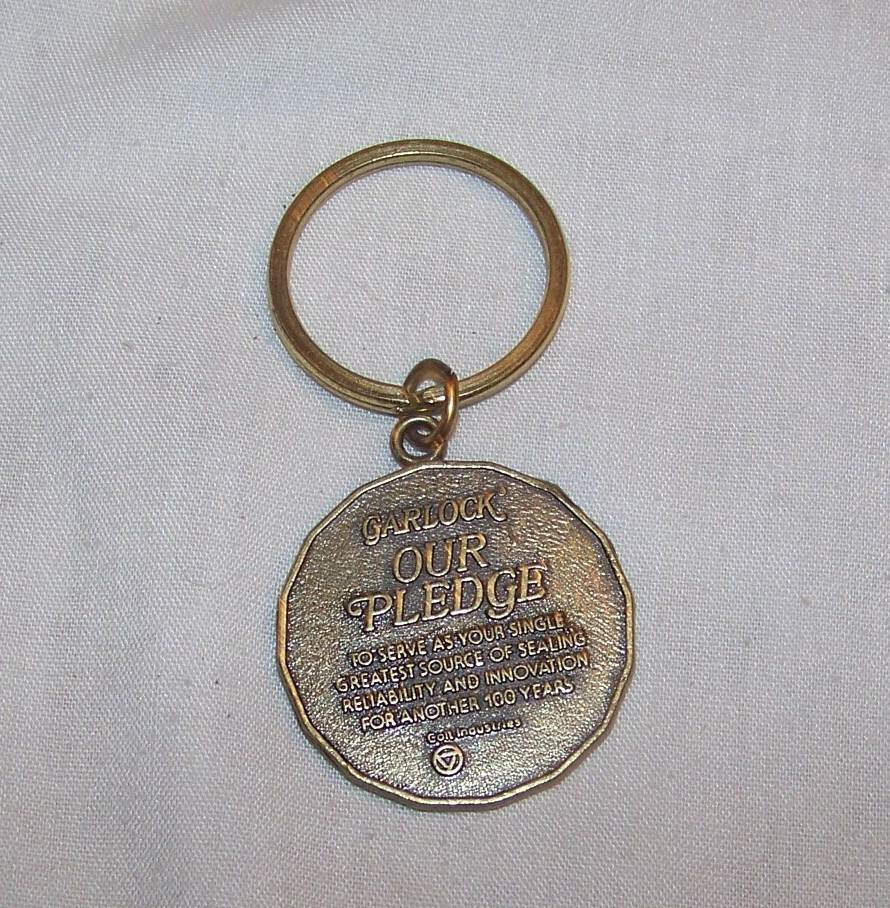 GARLOCK
OUR
PLEDGE
TO SERVE AS YOUR SINGLE
GREATEST SOURCE OF SEALING
RELIABILITY AND INNOVATION
FOR ANOTHER 100 YEARS
Colt Industries